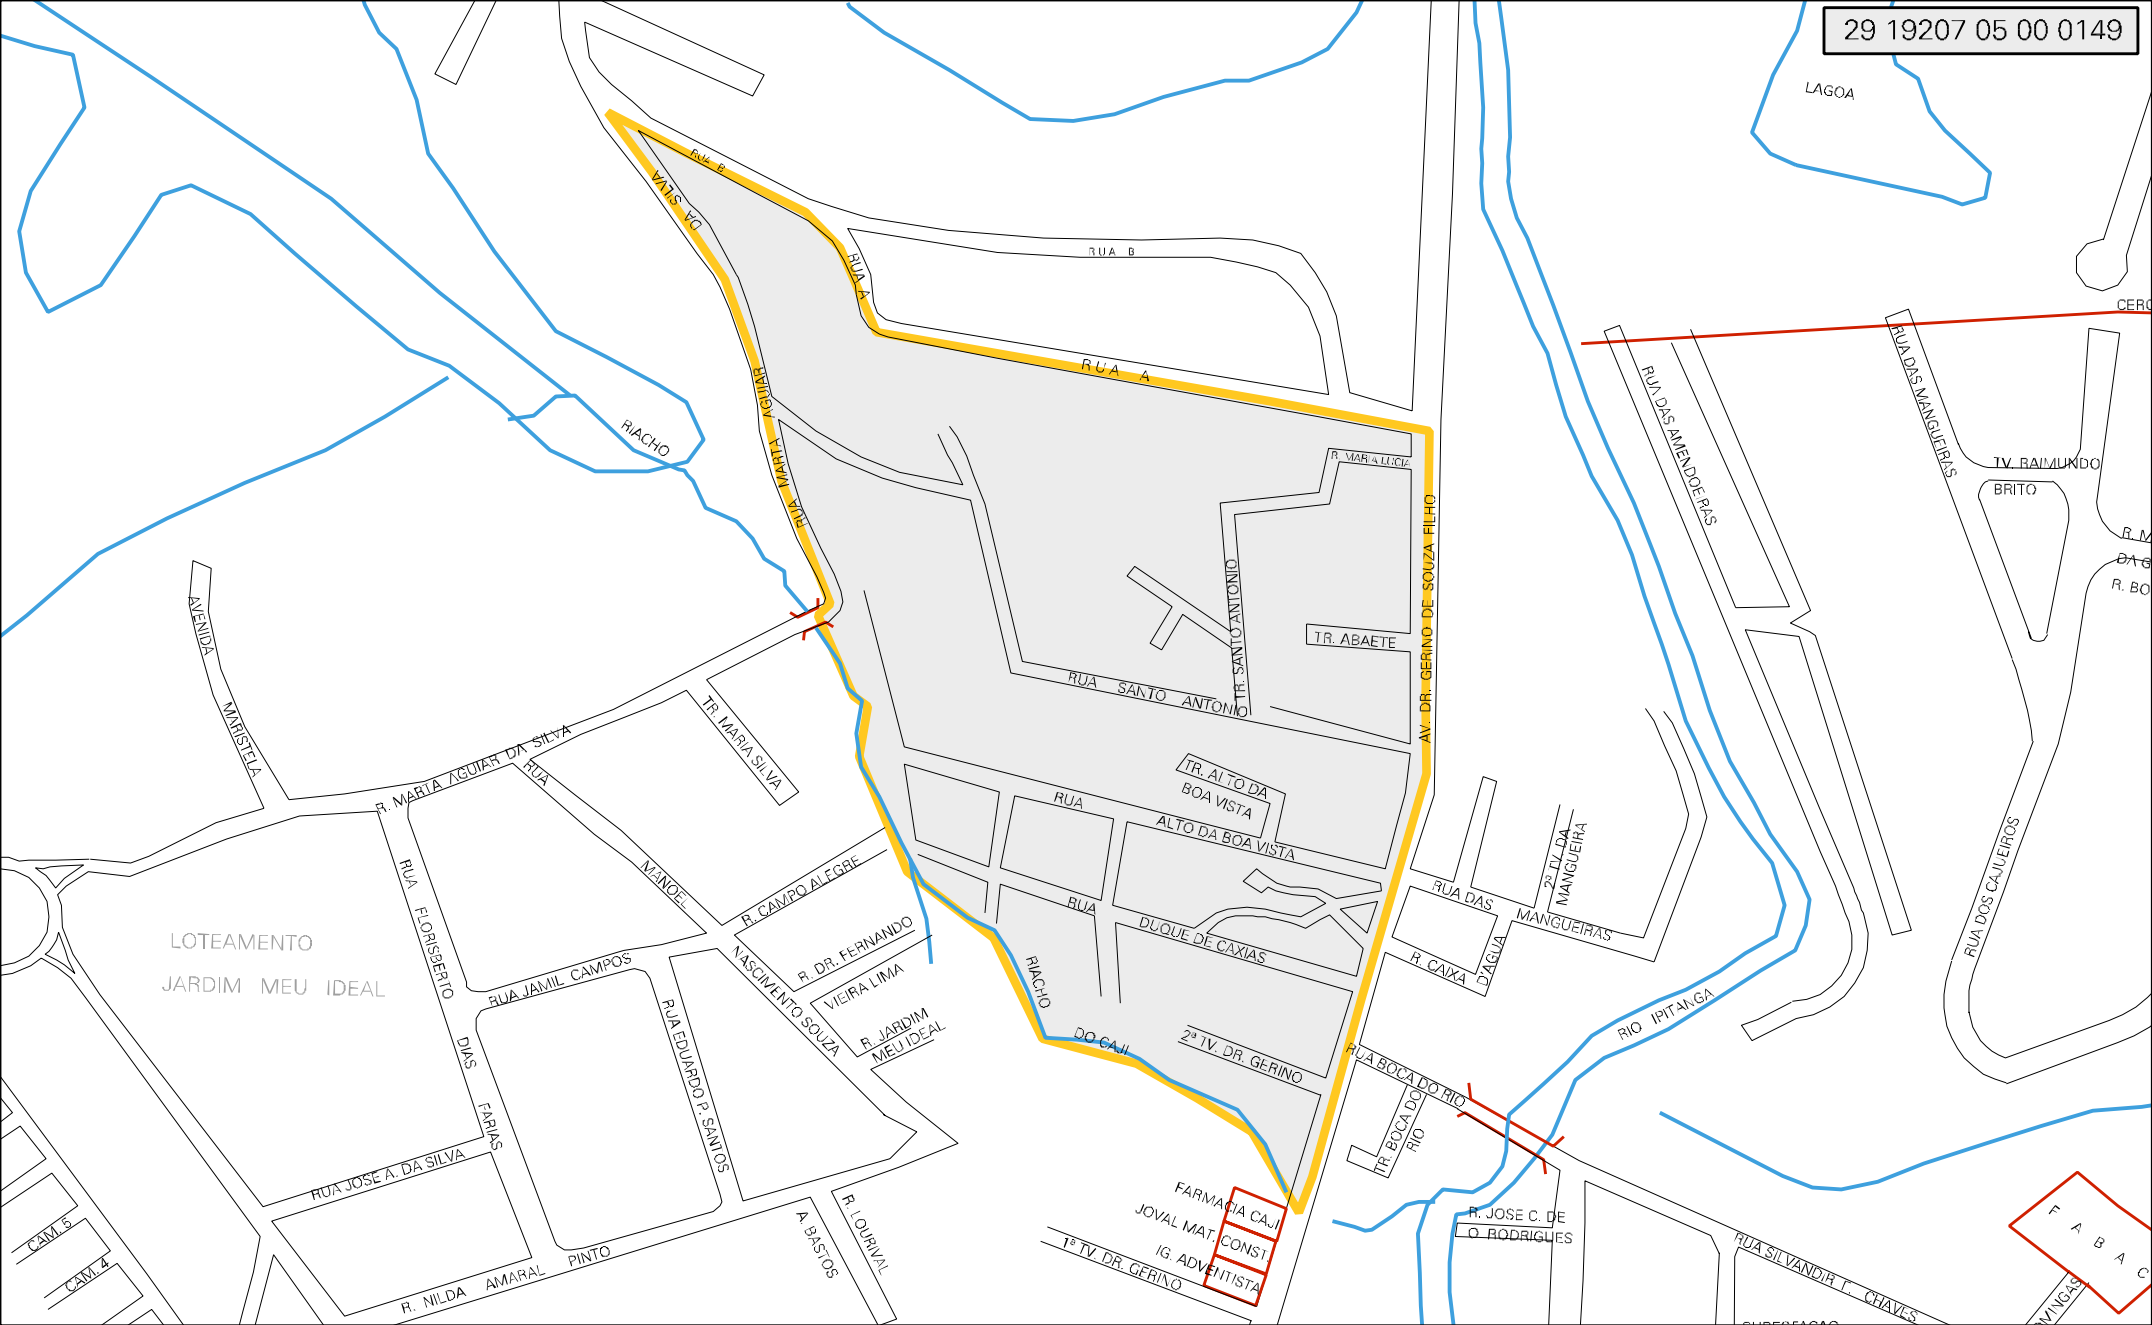 29 19207 05 00 0149
LAGOA
RUA B
DA SILVA
RUA B
RUA A
RUA A
CERC
RIACHO
RUA MARTA AGUIAR
R. MARIA LUCIA
AV. DR. GERINO DE SOUZA FILHO
RUA DAS AMENDOEIRAS
RUA DAS MANGUEIRAS
TV. RAIMUNDO
BRITO
R. M
DA G
R. BO
TR. SANTO ANTONIO
TR. ABAETE
RUA SANTO ANTONIO
AVENIDA MARISTELA
TR. MARIA SILVA
R. MARTA AGUIAR DA SILVA
RUA MANOEL NASCIMENTO SOUZA
TR. ALTO DA
BOA VISTA
RUA ALTO DA BOA VISTA
RUA DUQUE DE CAXIAS
R. CAMPO ALEGRE
R. DR. FERNANDO
VIEIRA LIMA
R. JARDIM
MEU IDEAL
RUA FLORISBERTO DIAS FARIAS
LOTEAMENTO
JARDIM MEU IDEAL
RUA JAMIL CAMPOS
RUA EDUARDO P. SANTOS
RIACHO DO CAJI
2ª TV. DR. GERINO
RUA DAS MANGUEIRAS
2ª TV. DA
MANGUEIRA
R. CAIXA D'AGUA
RUA DOS CAJUEIROS
RIO IPITANGA
RUA BOCA DO RIO
TR. BOCA DO
RIO
RUA JOSE A. DA SILVA
CAM. 5
CAM. 4
R. NILDA AMARAL PINTO
A. BASTOS
R. LOURIVAL
FARMACIA CAJI
JOVAL MAT. CONST.
IG. ADVENTISTA
1ª TV. DR. GERINO
R. JOSE C. DE
O. RODRIGUES
RUA SILVANDIR C. CHAVES
FABAC
MINGAS